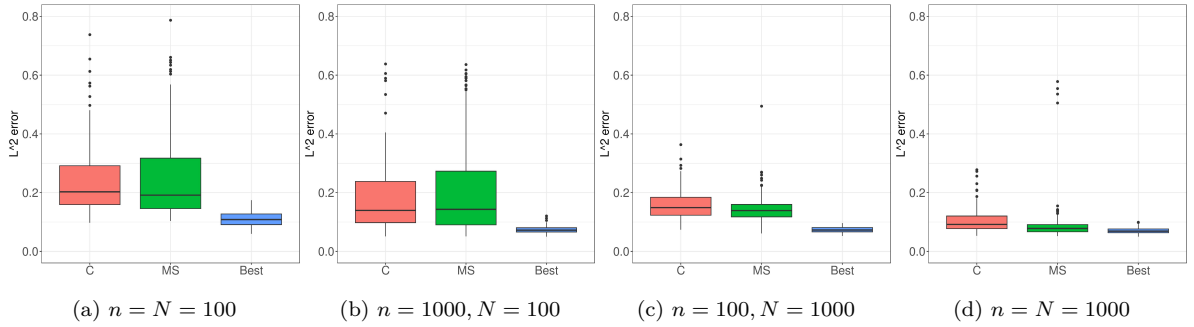 L^2 error
0.8
0.6
0.4
0.2
0.0
C MS Best
(a) n = N = 100
L^2 error
0.8
0.6
0.4
0.2
0.0
C MS Best
(b) n = 1000, N = 100
L^2 error
0.8
0.6
0.4
0.2
0.0
C MS Best
(c) n = 100, N = 1000
L^2 error
0.8
0.6
0.4
0.2
0.0
C MS Best
(d) n = N = 1000